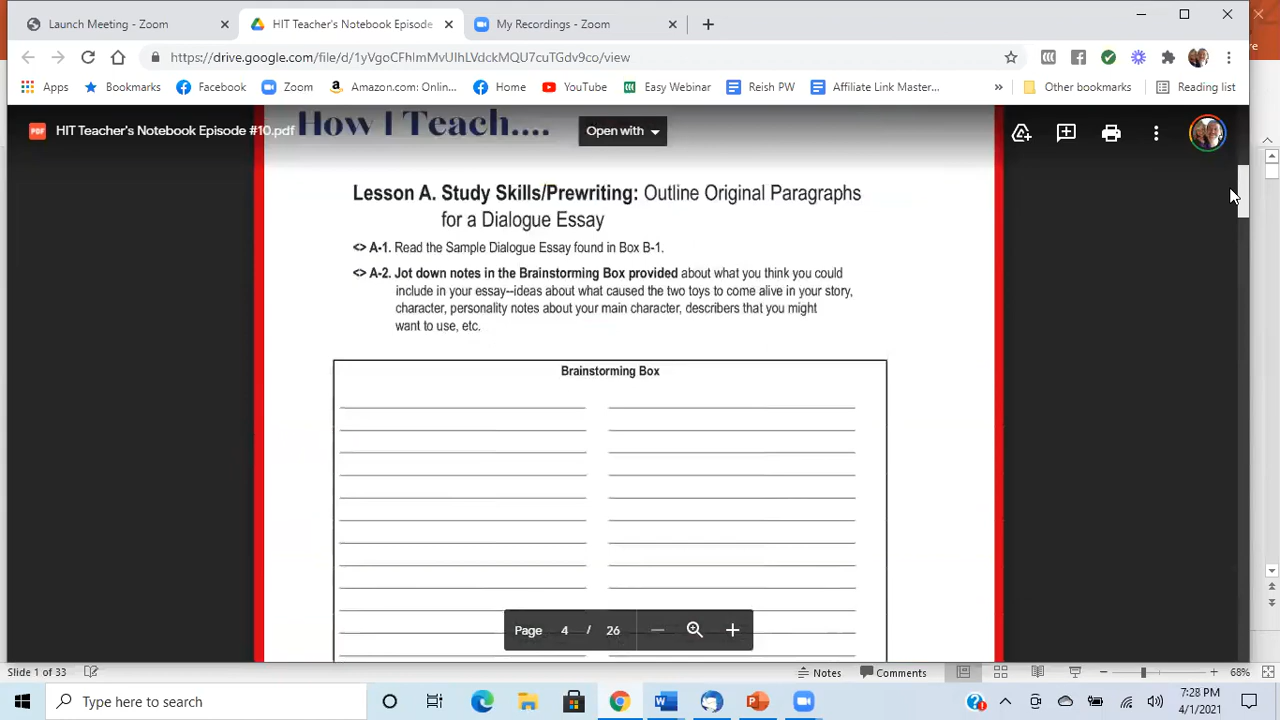 Launch Meeting - Zoom
HIT Teacher's Notebook Episode
My Recordings - Zoom
https://drive.google.com/file/d/1yVgoCFhlmMyUIhLVdckMQU7cuTGdv9co/view
Apps
Bookmarks
Facebook
Zoom
Amazon.com: Onlin...
Home
YouTube
Easy Webinar
Reish PW
Affiliate Link Master...
»
Other bookmarks
Reading list
HIT Teacher's Notebook Episode #10.pdf
How I Teach....
Open with
Lesson A. Study Skills/Prewriting: Outline Original Paragraphs
for a Dialogue Essay
<> A-1. Read the Sample Dialogue Essay found in Box B-1.
<> A-2. Jot down notes in the Brainstorming Box provided about what you think you could
include in your essay--ideas about what caused the two toys to come alive in your story,
character, personality notes about your main character, describers that you might
want to use, etc.
Brainstorming Box
Page 4 / 26
Slide 1 of 33
Notes
Comments
68%
Type here to search
7:28 PM
4/1/2021